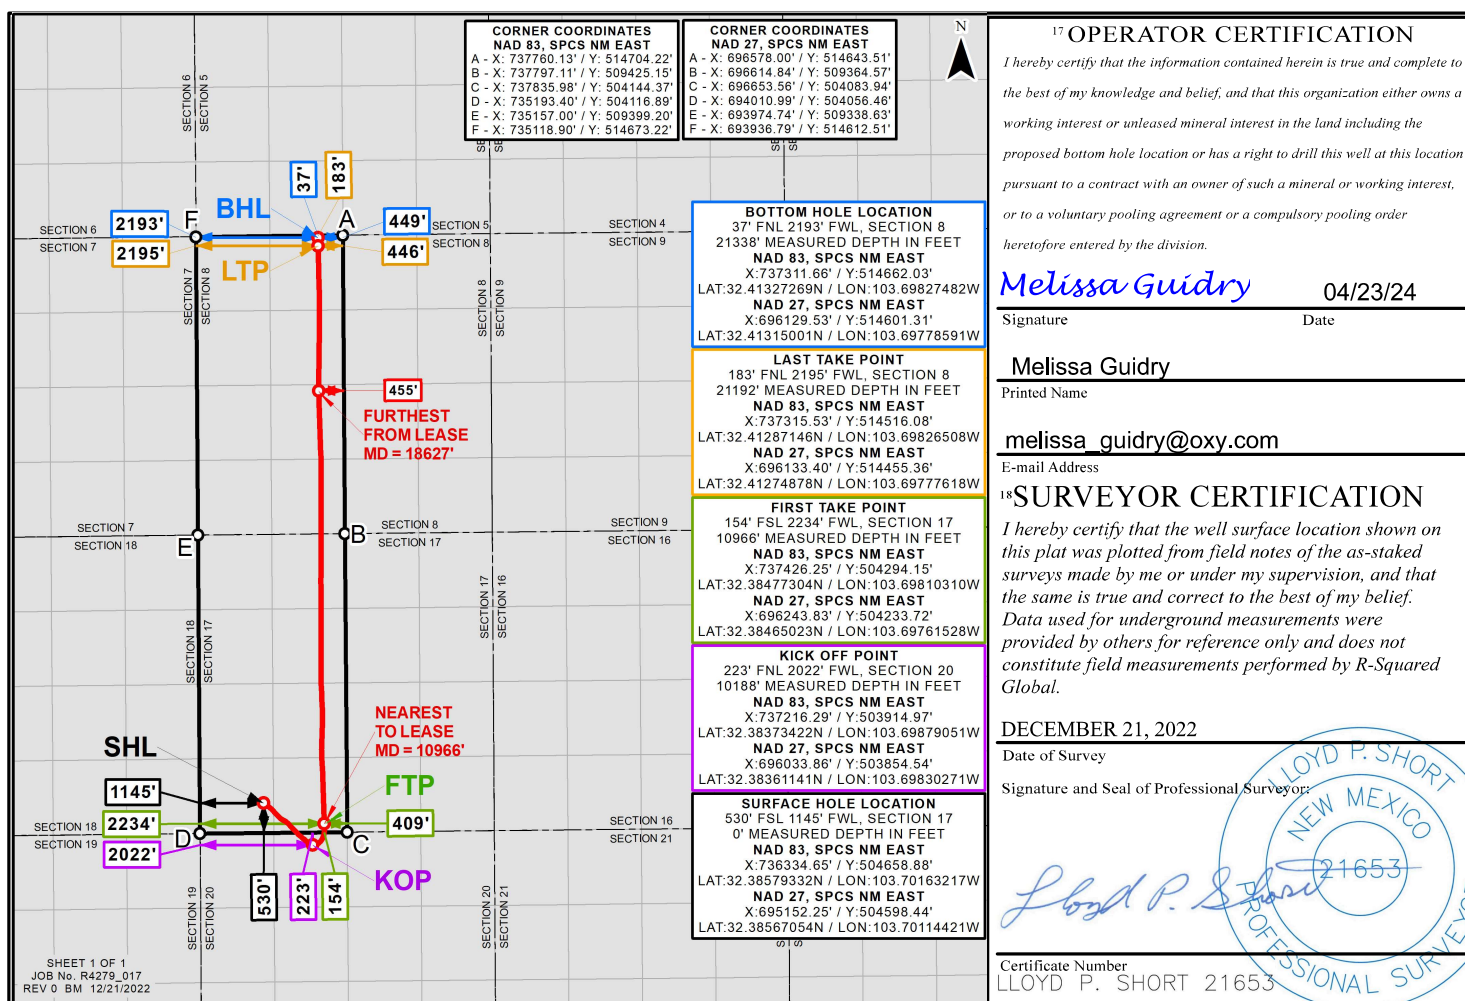 CORNER COORDINATES
NAD 83, SPCS NM EAST
A - X: 737760.13' / Y: 514704.22'
B - X: 737797.11' / Y: 509425.15'
C - X: 737835.98' / Y: 504144.37'
D - X: 735193.40' / Y: 504116.89'
E - X: 735157.00' / Y: 509399.20'
F - X: 735118.90' / Y: 514673.22'
CORNER COORDINATES
NAD 27, SPCS NM EAST
A - X: 696578.00' / Y: 514643.51'
B - X: 696614.84' / Y: 509364.57'
C - X: 696653.56' / Y: 504083.94'
D - X: 694010.99' / Y: 504056.46'
E - X: 693974.74' / Y: 509338.63'
F - X: 693936.79' / Y: 514612.51'
N
SECTION 6
SECTION 5
SE
SE
37'
183'
2193'
F
BHL
A
449'
SECTION 5
SECTION 4
SECTION 6
SECTION 7
2195'
LTP
446'
SECTION 8
SECTION 9
SECTION 7
SECTION 8
SECTION 8
SECTION 9
455'
FURTHEST
FROM LEASE
MD = 18627'
SECTION 7
SECTION 18
E
B
SECTION 8
SECTION 17
SECTION 9
SECTION 16
SECTION 18
SECTION 17
SECTION 17
SECTION 16
NEAREST
TO LEASE
MD = 10966'
SHL
FTP
1145'
2234'
409'
SECTION 18
SECTION 19
D
C
SECTION 16
SECTION 21
2022'
KOP
530'
223'
154'
SECTION 19
SECTION 20
SECTION 20
SECTION 21
SE
SE
SHEET 1 OF 1
JOB No. R4279_017
REV 0 BM 12/21/2022
BOTTOM HOLE LOCATION
37' FNL 2193' FWL, SECTION 8
21338' MEASURED DEPTH IN FEET
NAD 83, SPCS NM EAST
X:737311.66' / Y:514662.03'
LAT:32.41327269N / LON:103.69827482W
NAD 27, SPCS NM EAST
X:696129.53' / Y:514601.31'
LAT:32.41315001N / LON:103.69778591W
LAST TAKE POINT
183' FNL 2195' FWL, SECTION 8
21192' MEASURED DEPTH IN FEET
NAD 83, SPCS NM EAST
X:737315.53' / Y:514516.08'
LAT:32.41287146N / LON:103.69826508W
NAD 27, SPCS NM EAST
X:696133.40' / Y:514455.36'
LAT:32.41274878N / LON:103.69777618W
FIRST TAKE POINT
154' FSL 2234' FWL, SECTION 17
10966' MEASURED DEPTH IN FEET
NAD 83, SPCS NM EAST
X:737426.25' / Y:504294.15'
LAT:32.38477304N / LON:103.69810310W
NAD 27, SPCS NM EAST
X:696243.83' / Y:504233.72'
LAT:32.38465023N / LON:103.69761528W
KICK OFF POINT
223' FNL 2022' FWL, SECTION 20
10188' MEASURED DEPTH IN FEET
NAD 83, SPCS NM EAST
X:737216.29' / Y:503914.97'
LAT:32.38373422N / LON:103.69879051W
NAD 27, SPCS NM EAST
X:696033.86' / Y:503854.54'
LAT:32.38361141N / LON:103.69830271W
SURFACE HOLE LOCATION
530' FSL 1145' FWL, SECTION 17
0' MEASURED DEPTH IN FEET
NAD 83, SPCS NM EAST
X:736334.65' / Y:504658.88'
LAT:32.38579332N / LON:103.70163217W
NAD 27, SPCS NM EAST
X:695152.25' / Y:504598.44'
LAT:32.38567054N / LON:103.70114421W
17 OPERATOR CERTIFICATION
I hereby certify that the information contained herein is true and complete to
the best of my knowledge and belief, and that this organization either owns a
working interest or unleased mineral interest in the land including the
proposed bottom hole location or has a right to drill this well at this location
pursuant to a contract with an owner of such a mineral or working interest,
or to a voluntary pooling agreement or a compulsory pooling order
heretofore entered by the division.
Melissa Guidry 04/23/24
Signature Date
Melissa Guidry
Printed Name
melissa_guidry@oxy.com
E-mail Address
18 SURVEYOR CERTIFICATION
I hereby certify that the well surface location shown on
this plat was plotted from field notes of the as-staked
surveys made by me or under my supervision, and that
the same is true and correct to the best of my belief.
Data used for underground measurements were
provided by others for reference only and does not
constitute field measurements performed by R-Squared
Global.
DECEMBER 21, 2022
Date of Survey
Signature and Seal of Professional Surveyor:
LLOYD P. SHORT
NEW MEXICO
21653
PROFESSIONAL SURVEYO
Lloyd P. Short
Certificate Number
LLOYD P. SHORT 21653